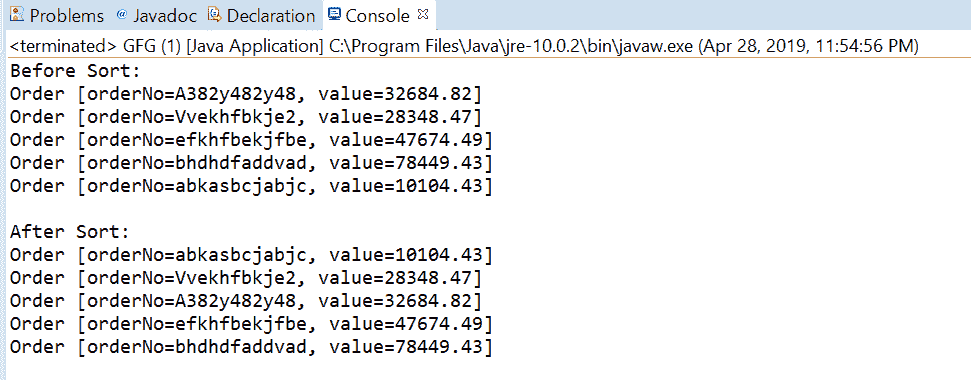 Problems @ Javadoc Declaration Console
<terminated> GFG (1) [Java Application] C:\Program Files\Java\jre-10.0.2\bin\javaw.exe (Apr 28, 2019, 11:54:56 PM)
Before Sort:
Order [orderNo=A382y482y48, value=32684.82]
Order [orderNo=Vvekhfbkje2, value=28348.47]
Order [orderNo=efkhfbekjfbe, value=47674.49]
Order [orderNo=bhdhdfaddvad, value=78449.43]
Order [orderNo=abkasbcjabjc, value=10104.43]

After Sort:
Order [orderNo=abkasbcjabjc, value=10104.43]
Order [orderNo=Vvekhfbkje2, value=28348.47]
Order [orderNo=A382y482y48, value=32684.82]
Order [orderNo=efkhfbekjfbe, value=47674.49]
Order [orderNo=bhdhdfaddvad, value=78449.43]